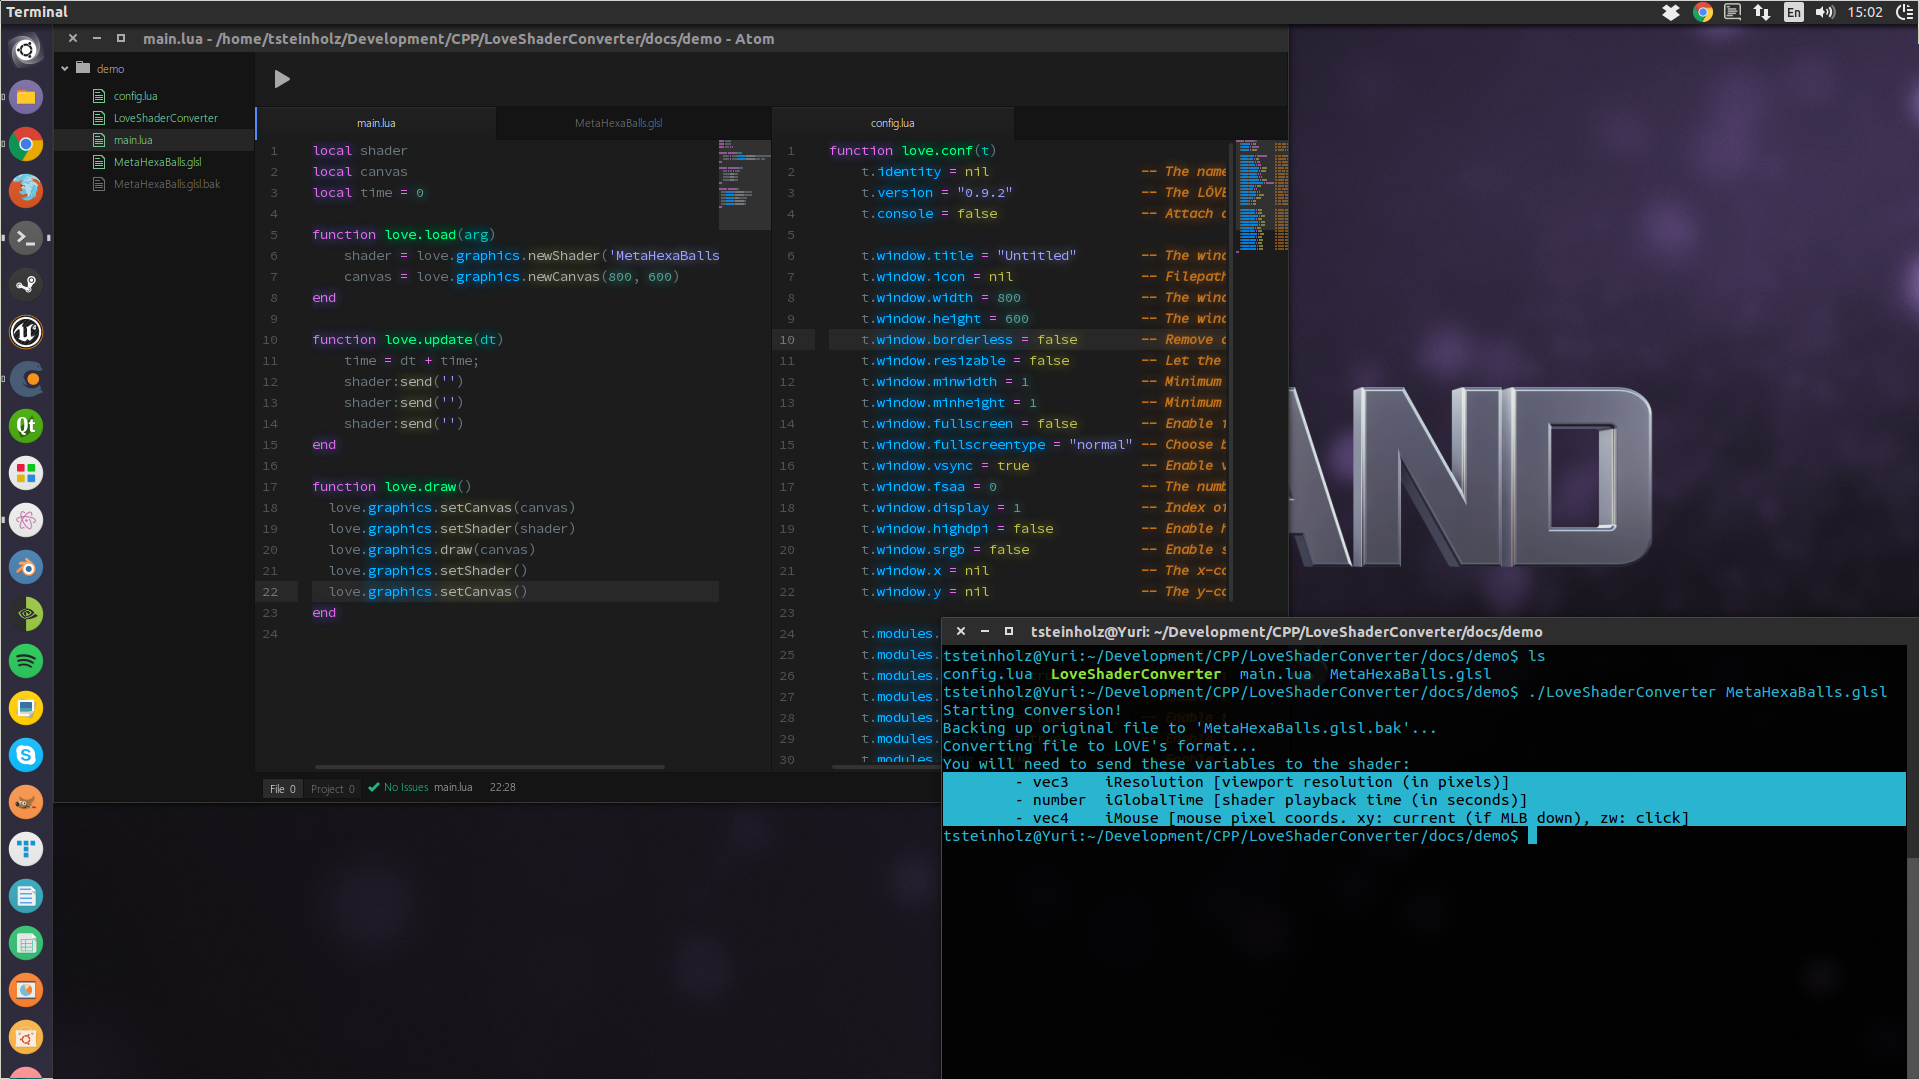 Terminal
En
15:02
main.lua - /home/tsteinholz/Development/CPP/LoveShaderConverter/docs/demo - Atom
demo
config.lua
LoveShaderConverter
main.lua
MetaHexaBalls.glsl
MetaHexaBalls.glsl.bak
main.lua
MetaHexaBalls.glsl
config.lua
1 local shader
2 local canvas
3 local time = 0
4
5 function love.load(arg)
6 shader = love.graphics.newShader('MetaHexaBalls
7 canvas = love.graphics.newCanvas(800, 600)
8 end
9
10 function love.update(dt)
11 time = dt + time;
12 shader:send('')
13 shader:send('')
14 shader:send('')
15 end
16
17 function love.draw()
18 love.graphics.setCanvas(canvas)
19 love.graphics.setShader(shader)
20 love.graphics.draw(canvas)
21 love.graphics.setShader()
22 love.graphics.setCanvas()
23 end
24
1 function love.conf(t)
2 t.identity = nil -- The name
3 t.version = "0.9.2" -- The LÖVE
4 t.console = false -- Attach
5
6 t.window.title = "Untitled" -- The wind
7 t.window.icon = nil -- Filepath
8 t.window.width = 800 -- The wind
9 t.window.height = 600 -- The wind
10 t.window.borderless = false -- Remove
11 t.window.resizable = false -- Let the
12 t.window.minwidth = 1 -- Minimum
13 t.window.minheight = 1 -- Minimum
14 t.window.fullscreen = false -- Enable
15 t.window.fullscreentype = "normal" -- Choose
16 t.window.vsync = true -- Enable
17 t.window.fsaa = 0 -- The numb
18 t.window.display = 1 -- Index of
19 t.window.highdpi = false -- Enable
20 t.window.srgb = false -- Enable
21 t.window.x = nil -- The x-co
22 t.window.y = nil -- The y-co
23
24 t.modules.
25 t.modules.
26 t.modules.
27 t.modules.
28 t.modules.
29 t.modules.
30 t.modules.
File 0
Project 0
No Issues
main.lua
22:28
AND
tsteinholz@Yuri: ~/Development/CPP/LoveShaderConverter/docs/demo
tsteinholz@Yuri:~/Development/CPP/LoveShaderConverter/docs/demo$ ls
config.lua LoveShaderConverter main.lua MetaHexaBalls.glsl
tsteinholz@Yuri:~/Development/CPP/LoveShaderConverter/docs/demo$ ./LoveShaderConverter MetaHexaBalls.glsl
Starting conversion!
Backing up original file to 'MetaHexaBalls.glsl.bak'...
Converting file to LOVE's format...
You will need to send these variables to the shader:
- vec3 iResolution [viewport resolution (in pixels)]
- number iGlobalTime [shader playback time (in seconds)]
- vec4 iMouse [mouse pixel coords. xy: current (if MLB down), zw: click]
tsteinholz@Yuri:~/Development/CPP/LoveShaderConverter/docs/demo$